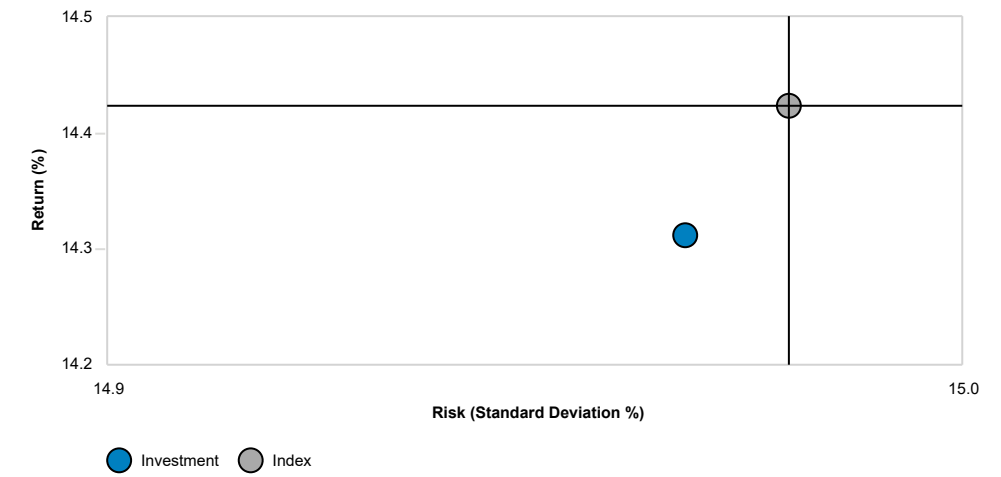 14.5
14.4
14.3
14.2
Return (%)
14.9
15.0
Risk (Standard Deviation %)
Investment
Index